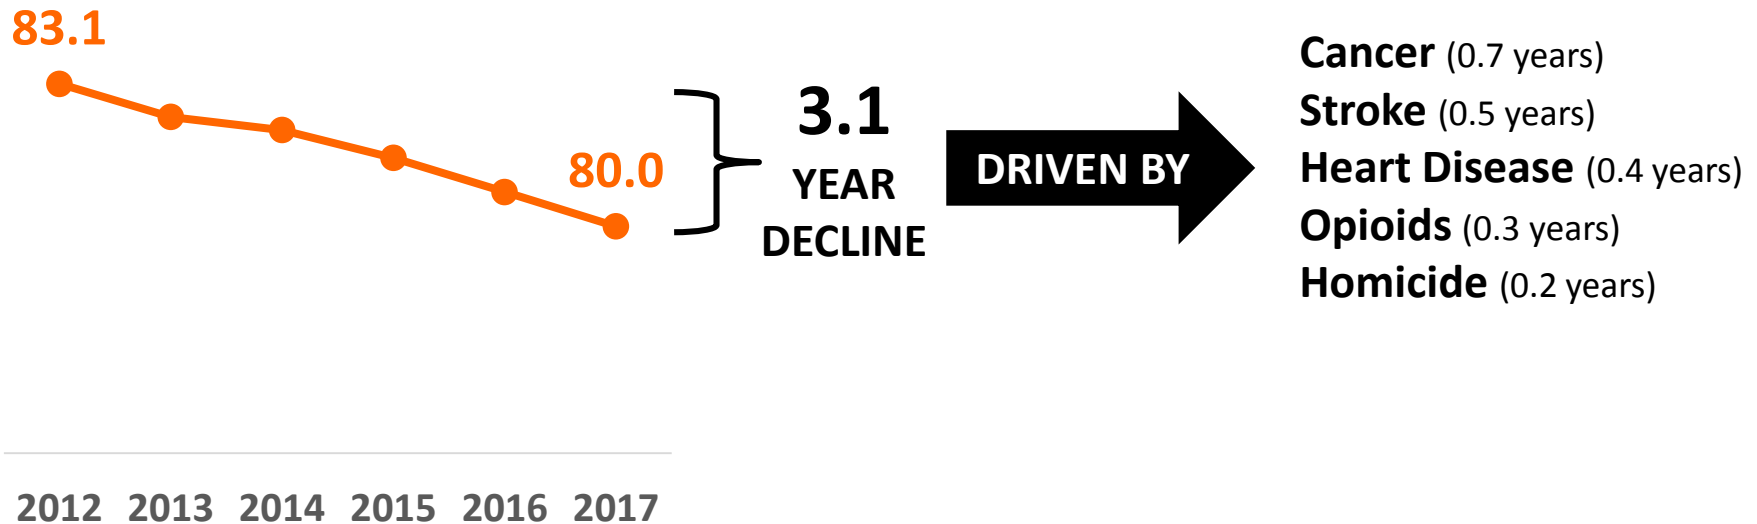 83.1
80.0
2012 2013 2014 2015 2016 2017
3.1
YEAR
DECLINE
DRIVEN BY
Cancer (0.7 years)
Stroke (0.5 years)
Heart Disease (0.4 years)
Opioids (0.3 years)
Homicide (0.2 years)